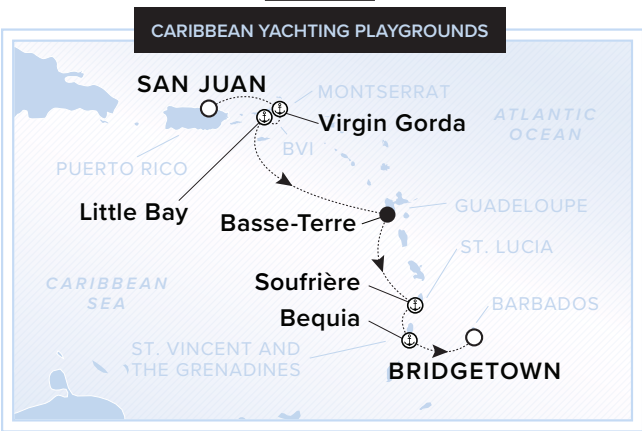 CARIBBEAN YACHTING PLAYGROUNDS
SAN JUAN
MONTSERRAT
ATLANTIC
OCEAN
Virgin Gorda
BVI
PUERTO RICO
Little Bay
Basse-Terre
GUADELOUPE
ST. LUCIA
CARIBBEAN
SEA
Soufrière
BARBADOS
Bequia
ST. VINCENT AND
THE GRENADINES
BRIDGETOWN